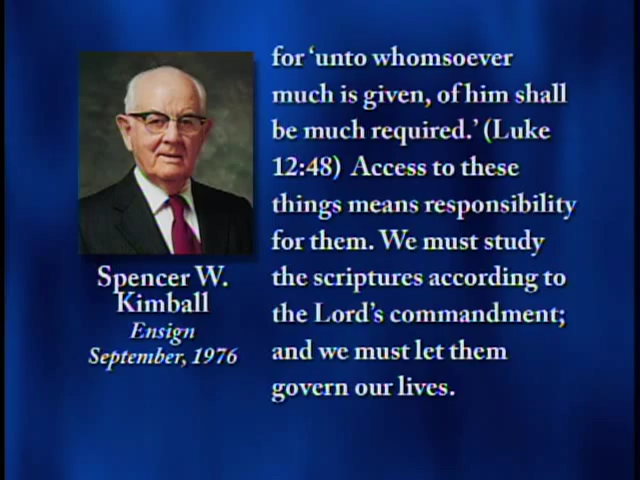 for ‘unto whomsoever
much is given, of him shall
be much required.’ (Luke
12:48)  Access to these
things means responsibility
for them. We must study
the scriptures according to
the Lord’s commandment;
and we must let them
govern our lives.
Spencer W.
Kimball
Ensign
September, 1976